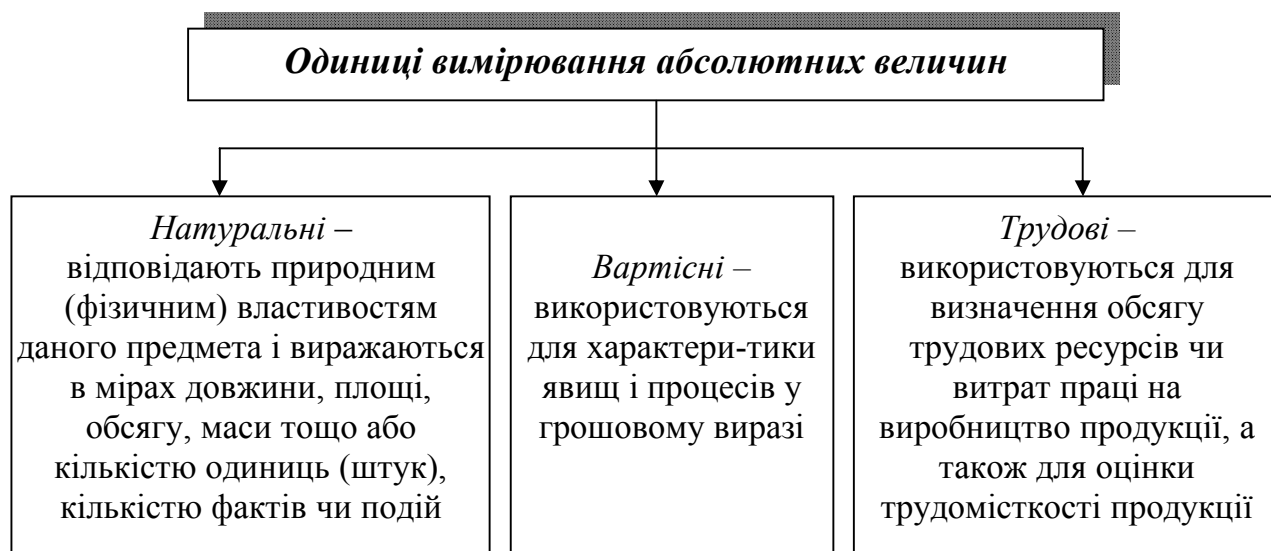 Одиниці вимірювання абсолютних величин
Натуральні –
відповідають природним
(фізичним) властивостям
даного предмета і виражаються
в мірах довжини, площі,
обсягу, маси тощо або
кількістю одиниць (штук),
кількістю фактів чи подій
Вартісні –
використовуються
для характери-тики
явищ і процесів у
грошовому виразі
Трудові –
використовуються для
визначення обсягу
трудових ресурсів чи
витрат праці на
виробництво продукції, а
також для оцінки
трудомісткості продукції